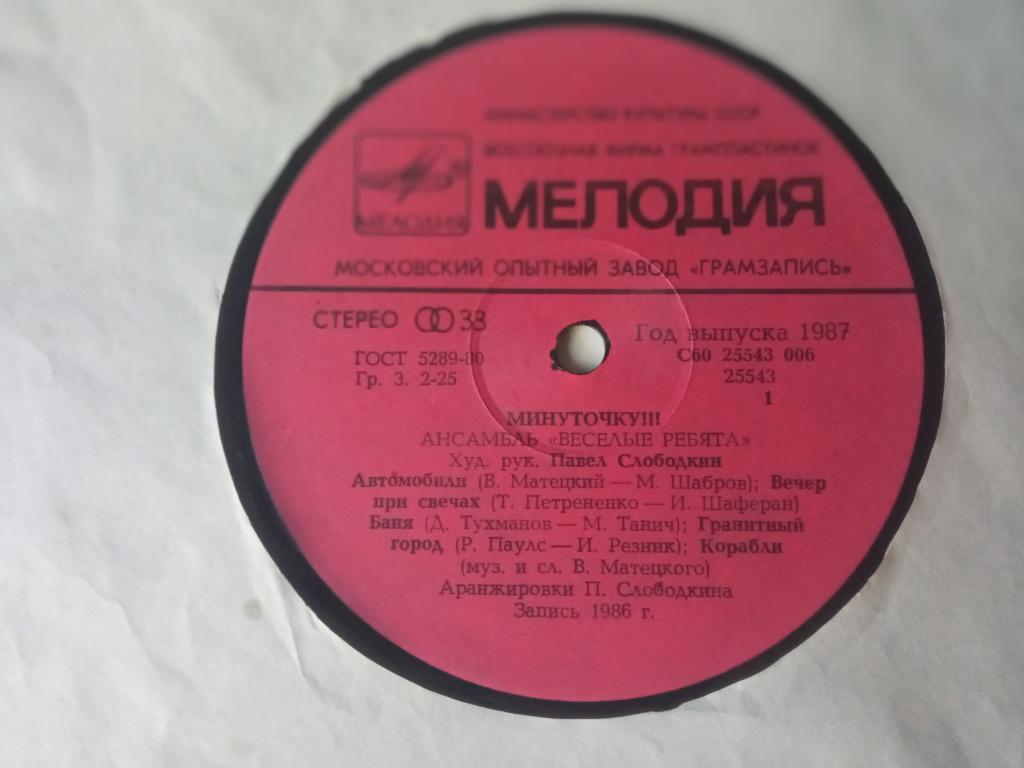 МИНИСТЕРСТВО КУЛЬТУРЫ СССР
ВСЕСОЮЗНАЯ ФИРМА ГРАМПЛАСТИНОК
МЕЛОДИЯ
МЕЛОДИЯ
МОСКОВСКИЙ ОПЫТНЫЙ ЗАВОД «ГРАМЗАПИСЬ»
СТЕРЕО 33
Год выпуска 1987
ГОСТ 5289-80
С60 25543 006
Гр. 3. 2-25
25543
1
МИНУТОЧКУ!!!
АНСАМБЛЬ «ВЕСЕЛЫЕ РЕБЯТА»
Худ. рук. Павел Слободкин
Автомобили (В. Матецкий — М. Шабров); Вечер
при свечах (Т. Петрененко — И. Шаферан)
Баня (Д. Тухманов — М. Танич); Гранитный
город (Р. Паулс — И. Резник); Корабли
(муз. и сл. В. Матецкого)
Аранжировки П. Слободкина
Запись 1986 г.